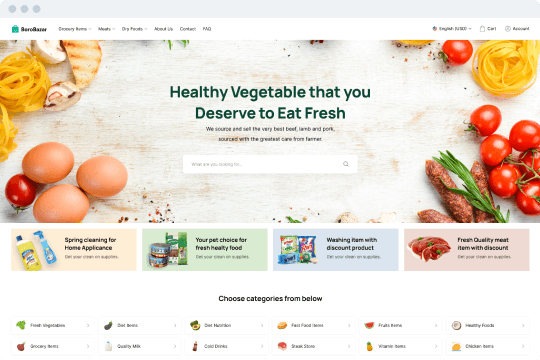 BoroBazar Grocery Items Meats Dry Foods About Us Contact FAQ English (USD) Cart Account
Healthy Vegetable that you
Deserve to Eat Fresh
We source and sell the very best beef, lamb and pork,
sourced with the greatest care from farmer.
What are you looking for...
Spring cleaning for
Home Applicance
Get your clean on supplies.
Your pet choice for
fresh healty food
Get your clean on supplies.
Washing item with
discount product
Get your clean on supplies.
Fresh Quality meat
item with discount
Get your clean on supplies.
Choose categories from below
Fresh Vegetables Diet Items Diet Nutrition Fast Food Items Fruits Items Healthy Foods
Grocery Items Quality Milk Cold Drinks Steak Store Vitamin Items Chicken Items